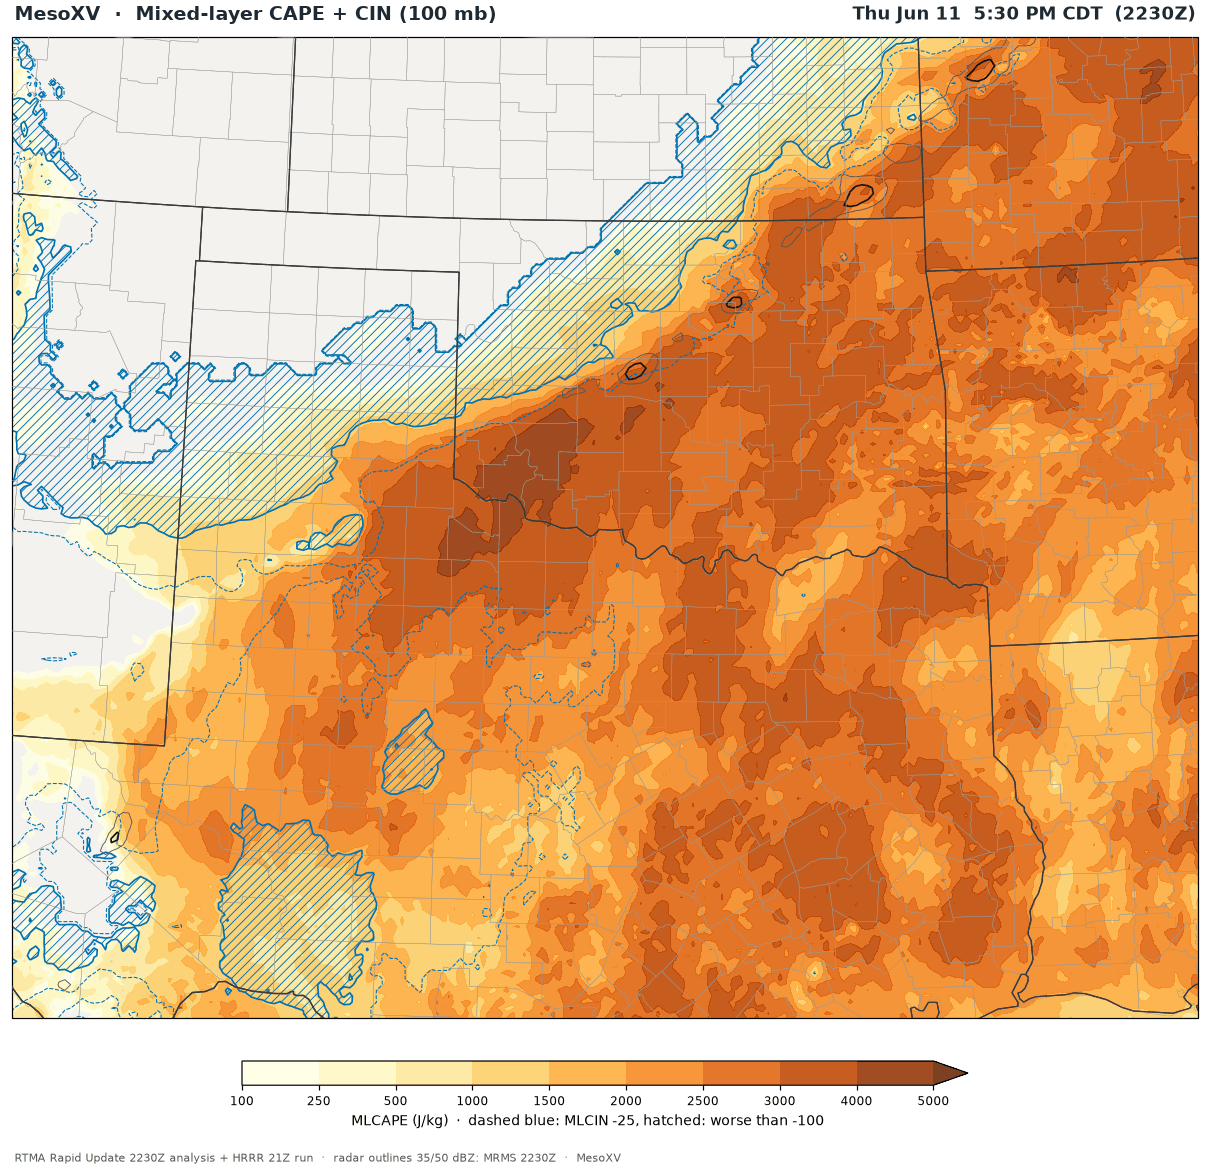 MesoXV · Mixed-layer CAPE + CIN (100 mb)
Thu Jun 11 5:30 PM CDT (2230Z)
100 250 500 1000 1500 2000 2500 3000 4000 5000
MLCAPE (J/kg) · dashed blue: MLCIN -25, hatched: worse than -100
RTMA Rapid Update 2230Z analysis + HRRR 21Z run · radar outlines 35/50 dBZ: MRMS 2230Z · MesoXV